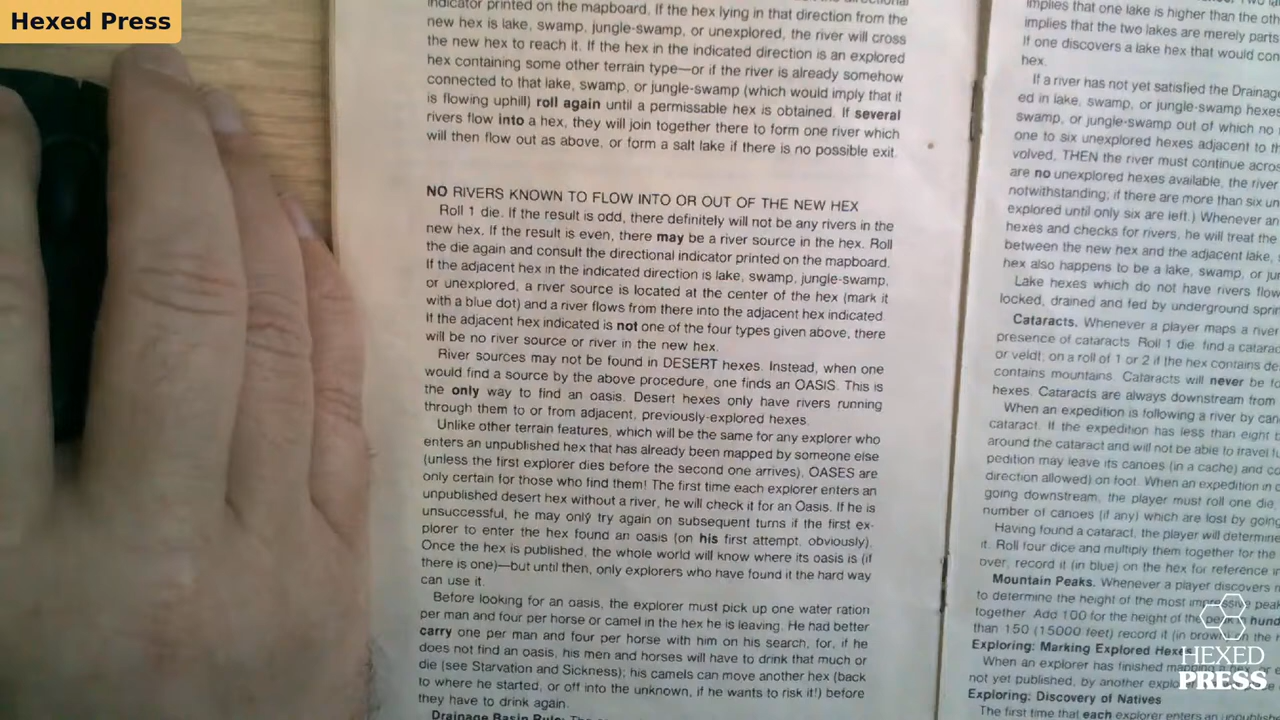 Hexed Press
indicator printed on the mapboard. If the hex lying in that direction from the
new hex is lake, swamp, jungle-swamp, or unexplored, the river will cross
the new hex to reach it. If the hex in the indicated direction is an explored
hex containing some other terrain type—or if the river is already somehow
connected to that lake, swamp, or jungle-swamp (which would imply that it
is flowing uphill) roll again until a permissable hex is obtained. If several
rivers flow into a hex, they will join together there to form one river which
will then flow out as above, or form a salt lake if there is no possible exit.
NO RIVERS KNOWN TO FLOW INTO OR OUT OF THE NEW HEX
Roll 1 die. If the result is odd, there definitely will not be any rivers in the
new hex. If the result is even, there may be a river source in the hex. Roll
the die again and consult the directional indicator printed on the mapboard.
If the adjacent hex in the indicated direction is lake, swamp, jungle-swamp,
or unexplored, a river source is located at the center of the hex (mark it
with a blue dot) and a river flows from there into the adjacent hex indicated.
If the adjacent hex indicated is not one of the four types given above, there
will be no river source or river in the new hex.
River sources may not be found in DESERT hexes. Instead, when one
would find a source by the above procedure, one finds an OASIS. This is
the only way to find an oasis. Desert hexes only have rivers running
through them to or from adjacent, previously-explored hexes.
Unlike other terrain features, which will be the same for any explorer who
enters an unpublished hex that has already been mapped by someone else
(unless the first explorer dies before the second one arrives), OASES are
only certain for those who find them! The first time each explorer enters an
unpublished desert hex without a river, he will check it for an Oasis. If he is
unsuccessful, he may only try again on subsequent turns if the first ex-
plorer to enter the hex found an oasis (on his first attempt, obviously).
Once the hex is published, the whole world will know where its oasis is (if
there is one)—but until then, only explorers who have found it the hard way
can use it.
Before looking for an oasis, the explorer must pick up one water ration
per man and four per horse or camel in the hex he is leaving. He had better
carry one per man and four per horse with him on his search, for, if he
does not find an oasis, his men and horses will have to drink that much or
die (see Starvation and Sickness); his camels can move another hex (back
to where he started, or off into the unknown, if he wants to risk it!) before
they have to drink again.
Drainage Basin Rule:
implies that one lake is higher than the
implies that the two lakes are merely parts
If one discovers a lake hex that would
hex.
If a river has not yet satisfied the
ed in lake, swamp, or jungle-swamp hexes
swamp, or jungle-swamp out of which no
one to six unexplored hexes adjacent to
volved, THEN the river must continue
are no unexplored hexes available, the river
notwithstanding; if there are more than six
explored until only six are left.) Whenever
hexes and checks for rivers, he will treat the
between the new hex and the adjacent lake,
hex also happens to be a lake, swamp, or
Lake hexes which do not have rivers
locked, drained and fed by underground
Cataracts. Whenever a player maps a
presence of cataracts. Roll 1 die: find a
or veldt; on a roll of 1 or 2 if the hex contains
contains mountains. Cataracts will never be
hexes. Cataracts are always downstream from
When an expedition is following a river by
cataract. If the expedition has less than eight
around the cataract and will not be able to travel
pedition may leave its canoes (in a cache) and
direction allowed) on foot. When an expedition
going downstream, the player must roll one die
number of canoes (if any) which are lost by
Having found a cataract, the player will
it. Roll four dice and multiply them together for the
over, record it (in blue) on the hex for reference
Mountain Peaks. Whenever a player discovers
to determine the height of the most impressive
together. Add 100 for the height of the
than 150 (15000 feet) record it (in brown) on the
Exploring: Marking Explored
When an explorer has finished mapping
not yet published, by another
Exploring: Discovery of Natives
The first time that each explorer enters an
HEXED
PRESS